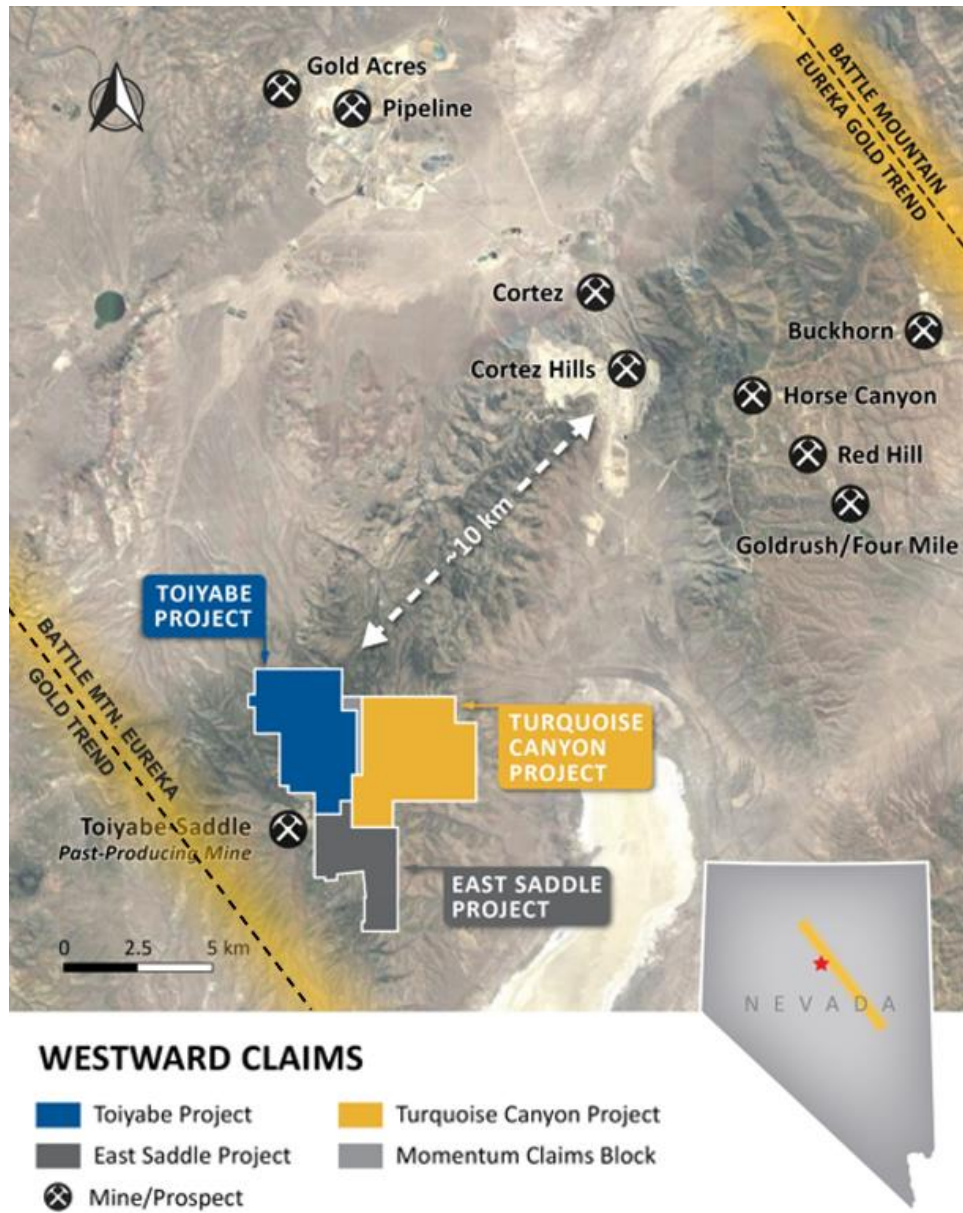 Gold Acres
Pipeline
BATTLE MOUNTAIN
EUREKA GOLD TREND
Cortez
Buckhorn
Cortez Hills
Horse Canyon
Red Hill
Goldrush/Four Mile
~10 km
TOIYABE
PROJECT
BATTLE MTN. EUREKA
GOLD TREND
TURQUOISE
CANYON
PROJECT
Toiyabe Saddle
Past-Producing Mine
EAST SADDLE
PROJECT
0 2.5 5 km
NEVADA
WESTWARD CLAIMS
Toiyabe Project
Turquoise Canyon Project
East Saddle Project
Momentum Claims Block
Mine/Prospect